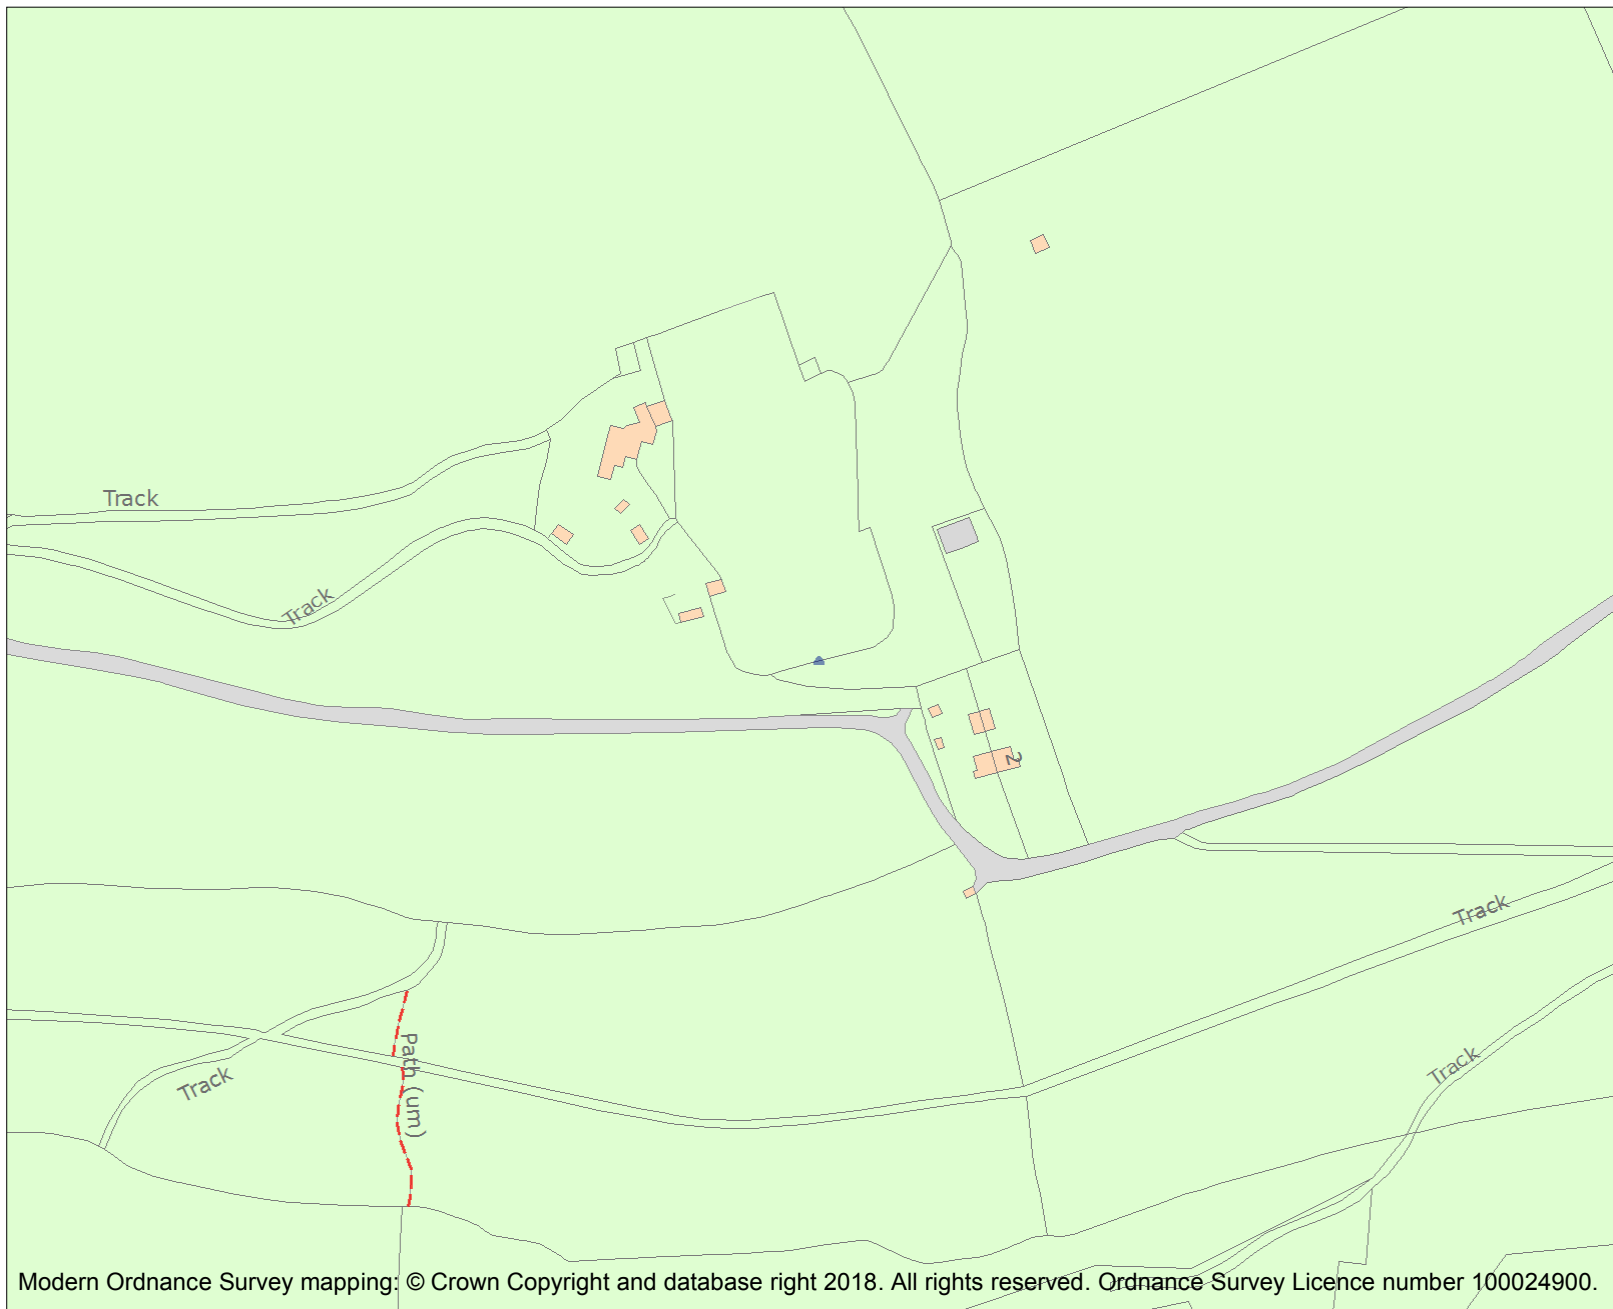 Track
Track
2
Track
Path (um)
Track
Track
Modern Ordnance Survey mapping: © Crown Copyright and database right 2018. All rights reserved. Ordnance Survey Licence number 100024900.